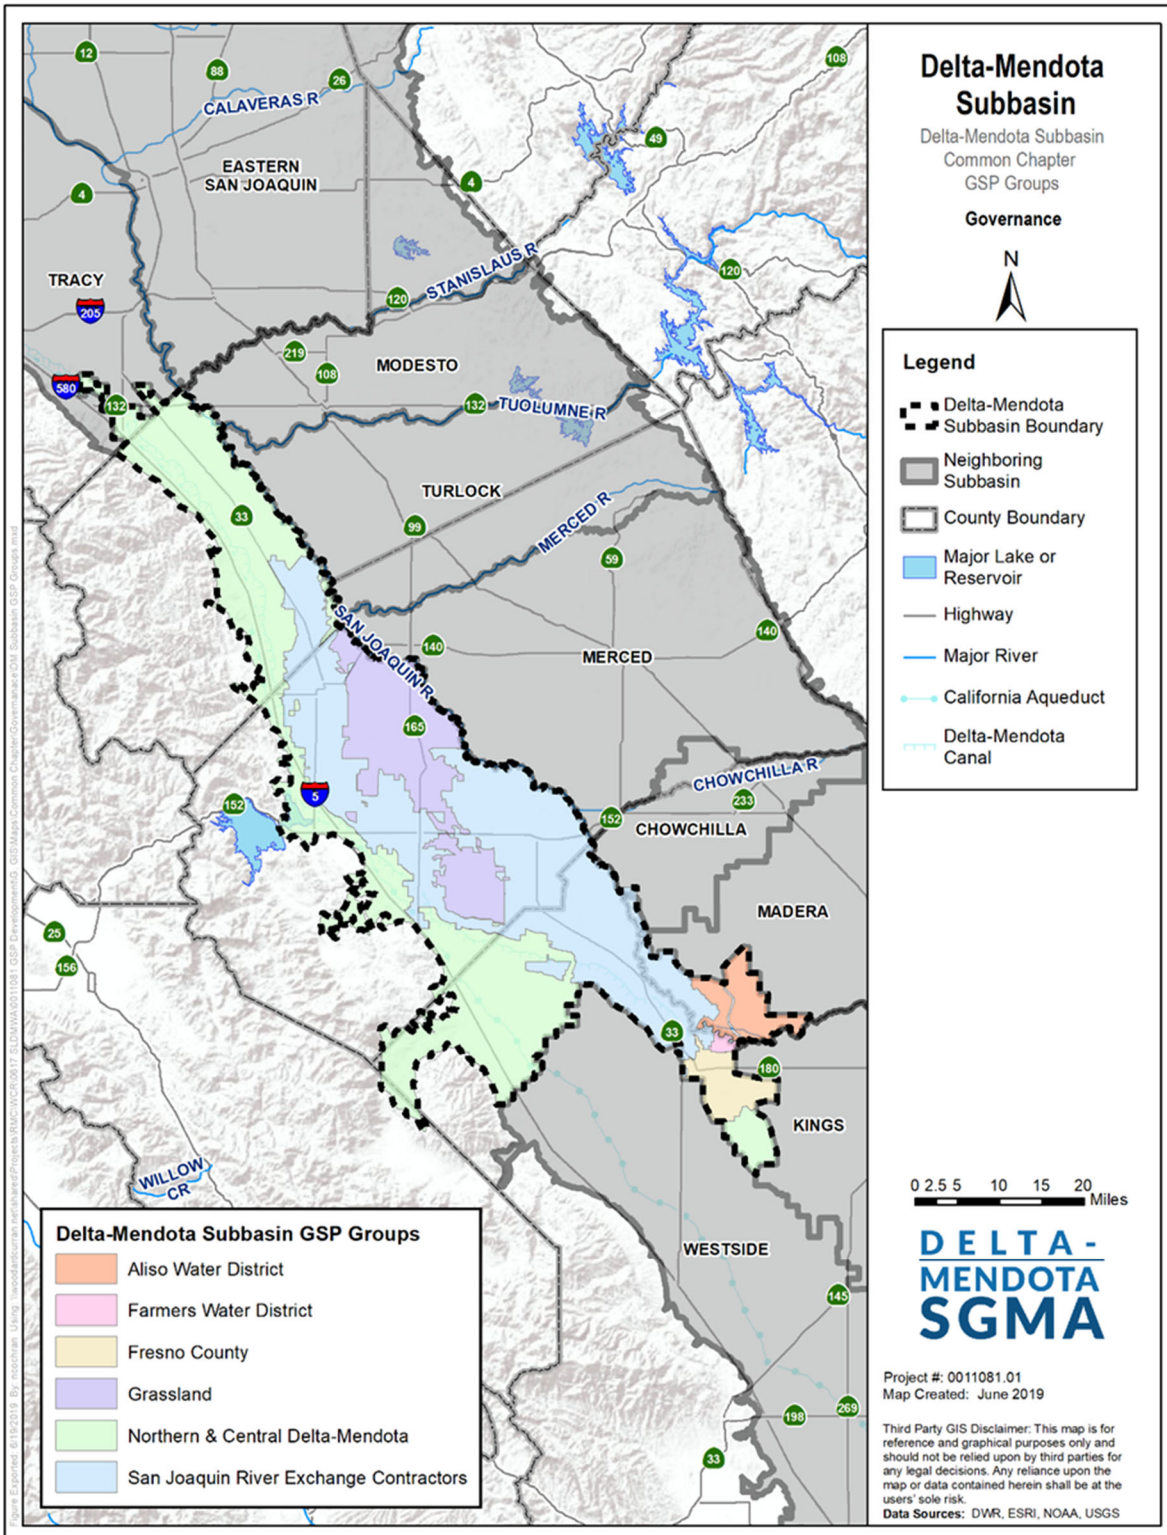 Delta-Mendota
Subbasin
Delta-Mendota Subbasin
Common Chapter
GSP Groups
Governance
N
Legend
Delta-Mendota
Subbasin Boundary
Neighboring
Subbasin
County Boundary
Major Lake or
Reservoir
Highway
Major River
California Aqueduct
Delta-Mendota
Canal
0 2.5 5 10 15 20
Miles
DELTA-
MENDOTA
SGMA
Project #: 0011081.01
Map Created: June 2019
Third Party GIS Disclaimer: This map is for
reference and graphical purposes only and
should not be relied upon by third parties for
any legal decisions. Any reliance upon the
map or data contained herein shall be at the
users' sole risk.
Data Sources: DWR, ESRI, NOAA, USGS
12
88
26
108
CALAVERAS R
49
EASTERN
SAN JOAQUIN
4
4
STANISLAUS R
120
TRACY
205
120
219
MODESTO
108
580
132
132
TUOLUMNE R
TURLOCK
33
99
MERCED R
59
SAN JOAQUIN R
140
140
MERCED
165
CHOWCHILLA R
5
152
233
152
CHOWCHILLA
MADERA
25
156
33
180
KINGS
WILLOW
CR
WESTSIDE
145
198
269
33
Delta-Mendota Subbasin GSP Groups
Aliso Water District
Farmers Water District
Fresno County
Grassland
Northern & Central Delta-Mendota
San Joaquin River Exchange Contractors
Figure Exported: 6/19/2019 By: ncochran Using: